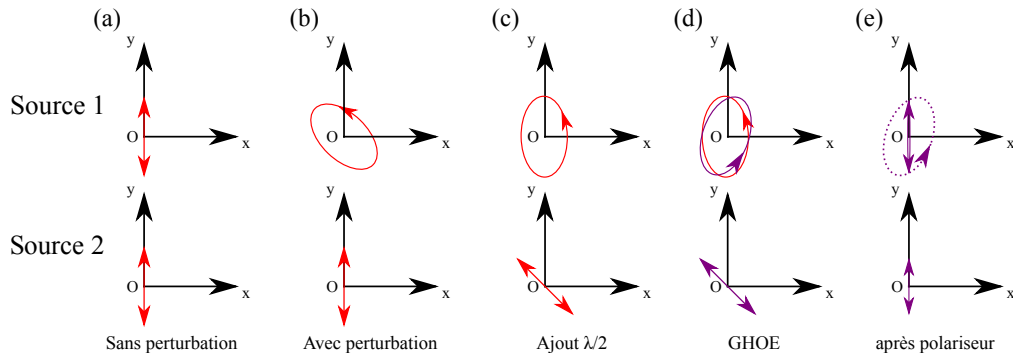 (a) (b) (c) (d) (e)
y y y y y
Source 1
O x O x O x O x O x
y y y y y
Source 2
O x O x O x O x O x
Sans perturbation Avec perturbation Ajout λ/2 GHOE après polariseur